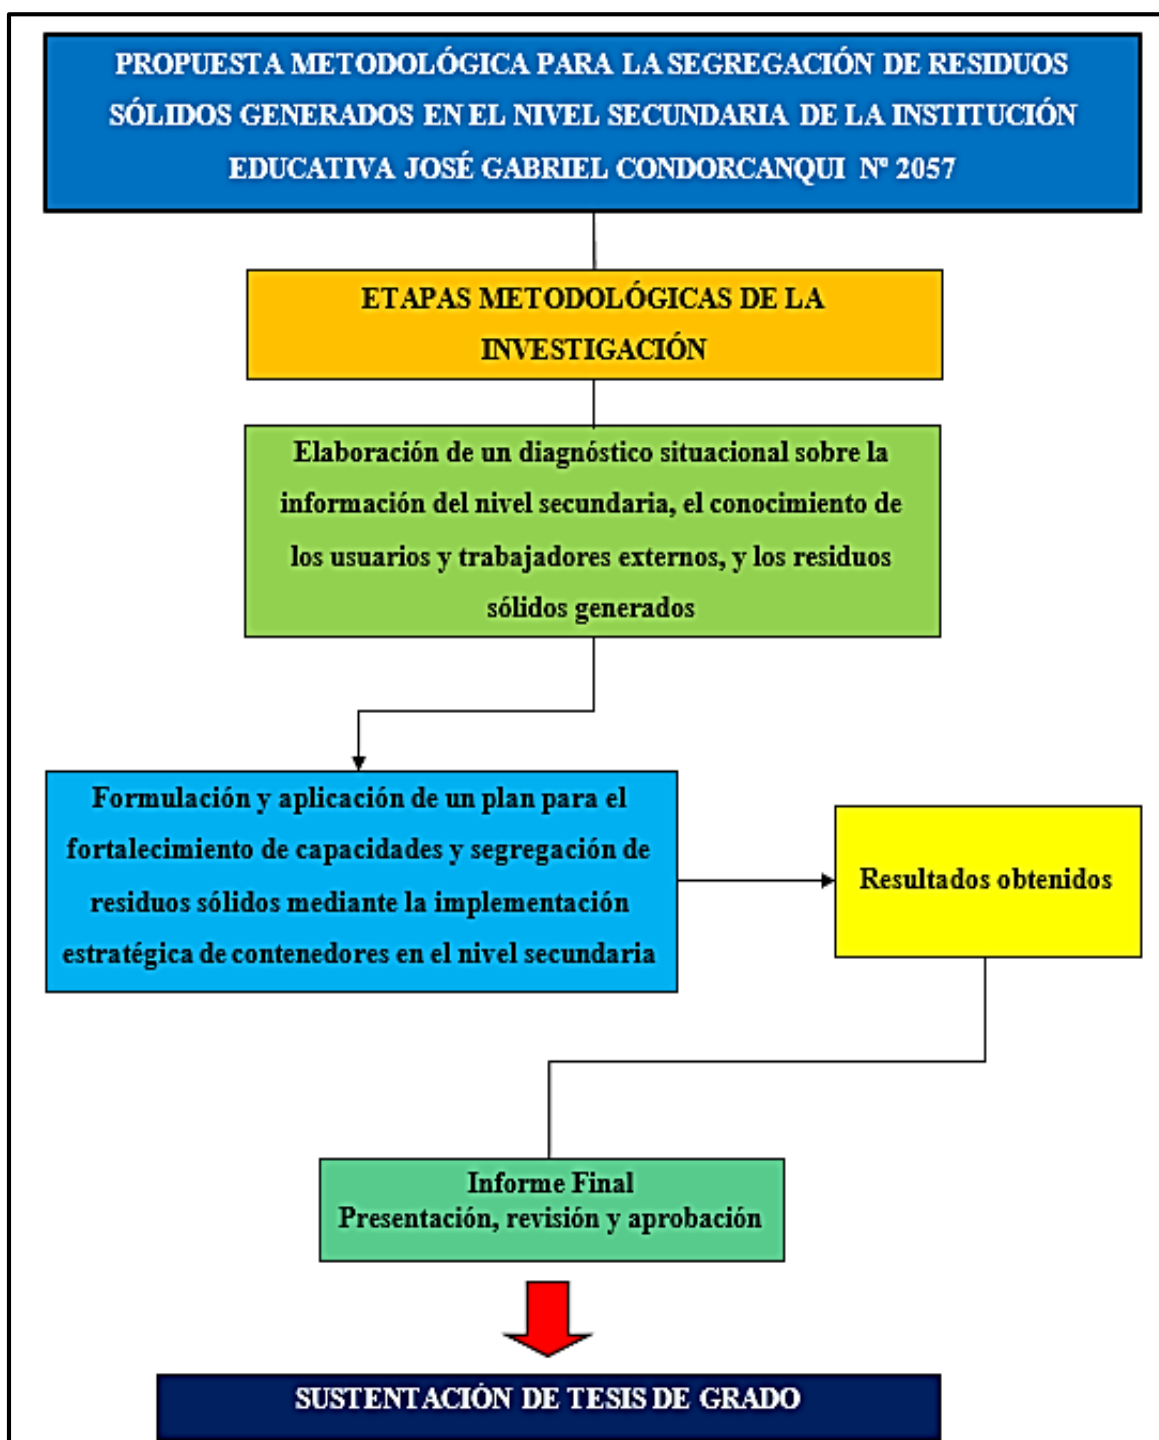 PROPUESTA METODOLÓGICA PARA LA SEGREGACIÓN DE RESIDUOS
SÓLIDOS GENERADOS EN EL NIVEL SECUNDARIA DE LA INSTITUCIÓN
EDUCATIVA JOSÉ GABRIEL CONDORCANQUI Nº 2057
ETAPAS METODOLÓGICAS DE LA
INVESTIGACIÓN
Elaboración de un diagnóstico situacional sobre la
información del nivel secundaria, el conocimiento de
los usuarios y trabajadores externos, y los residuos
sólidos generados
Formulación y aplicación de un plan para el
fortalecimiento de capacidades y segregación de
residuos sólidos mediante la implementación
estratégica de contenedores en el nivel secundaria
Resultados obtenidos
Informe Final
Presentación, revisión y aprobación
SUSTENTACIÓN DE TESIS DE GRADO